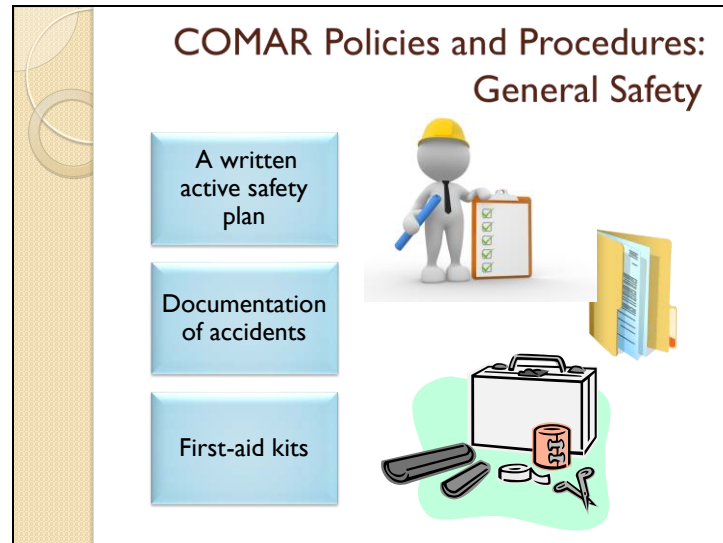 COMAR Policies and Procedures:
General Safety
A written
active safety
plan
Documentation
of accidents
First-aid kits